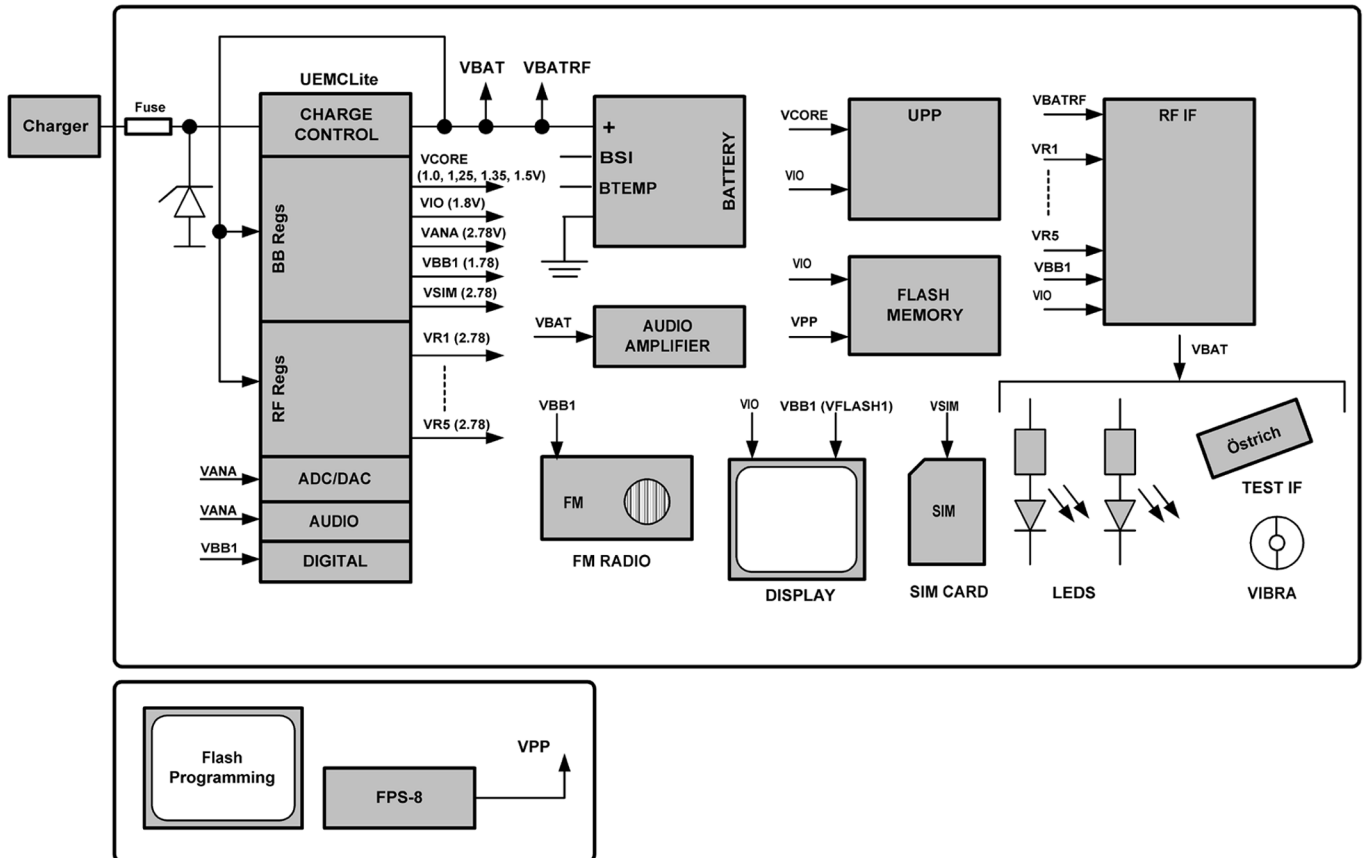 Charger
Fuse
UEMCLite
CHARGE
CONTROL
BB Regs
RF Regs
ADC/DAC
AUDIO
DIGITAL
VANA
VANA
VBB1
VBAT
VBATRF
VCORE
(1.0, 1,25, 1.35, 1.5V)
VIO (1.8V)
VANA (2.78V)
VBB1 (1.78)
VSIM (2.78)
VR1 (2.78)
VR5 (2.78)
+
BSI
BTEMP
BATTERY
VBAT
AUDIO
AMPLIFIER
VCORE
VIO
UPP
VIO
VPP
FLASH
MEMORY
VBATRF
VR1
VR5
VBB1
VIO
RF IF
VBAT
VBB1
FM
FM RADIO
VIO
VBB1 (VFLASH1)
DISPLAY
VSIM
SIM
SIM CARD
LEDS
Östrich
TEST IF
VIBRA
Flash
Programming
FPS-8
VPP